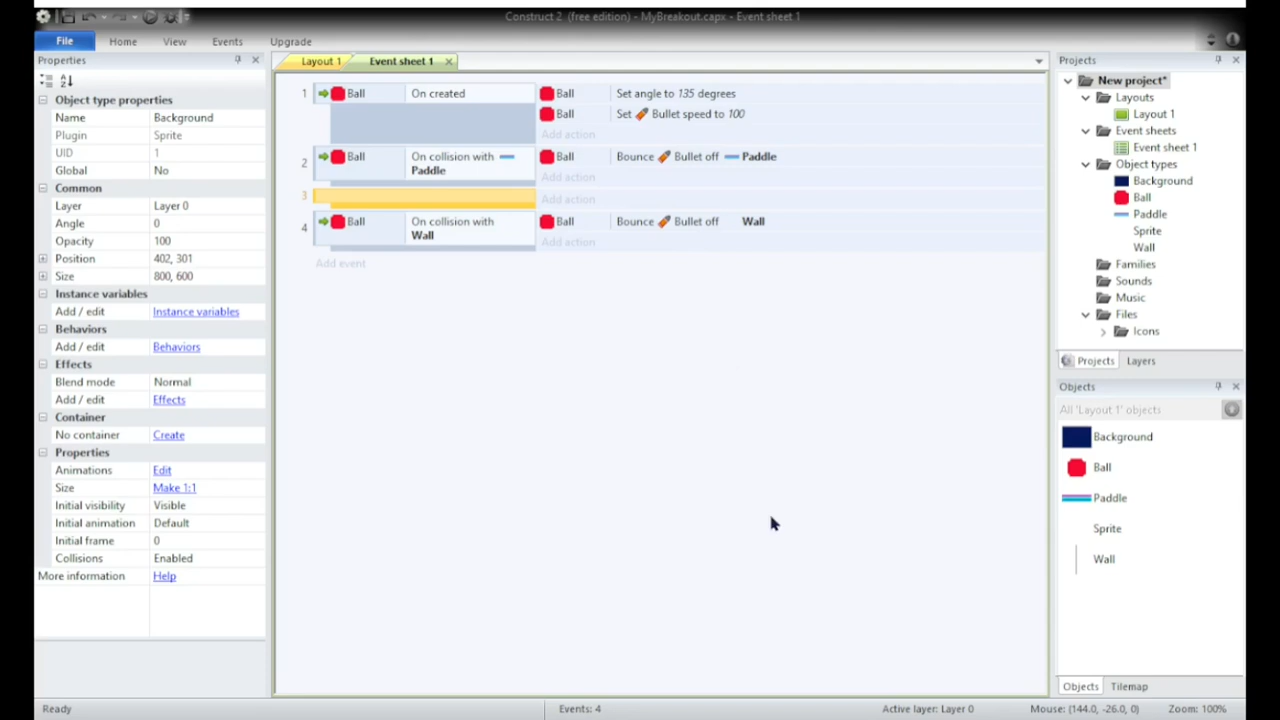 Construct 2 (free edition) - MyBreakout.capx - Event sheet 1
File Home View Events Upgrade
Properties
Object type properties
Name Background
Plugin Sprite
UID 1
Global No
Common
Layer Layer 0
Angle 0
Opacity 100
Position 402, 301
Size 800, 600
Instance variables
Add / edit Instance variables
Behaviors
Add / edit Behaviors
Effects
Blend mode Normal
Add / edit Effects
Container
No container Create
Properties
Animations Edit
Size Make 1:1
Initial visibility Visible
Initial animation Default
Initial frame 0
Collisions Enabled
More information Help
Layout 1 Event sheet 1
1 Ball On created Ball Set angle to 135 degrees
Ball Set Bullet speed to 100
Add action
2 Ball On collision with Paddle Ball Bounce Bullet off Paddle
Add action
3 Add action
4 Ball On collision with Wall Ball Bounce Bullet off Wall
Add action
Add event
Projects
New project*
Layouts
Layout 1
Event sheets
Event sheet 1
Object types
Background
Ball
Paddle
Sprite
Wall
Families
Sounds
Music
Files
Icons
Projects Layers
Objects
All 'Layout 1' objects
Background
Ball
Paddle
Sprite
Wall
Objects Tilemap
Ready Events: 4 Active layer: Layer 0 Mouse: (144.0, -26.0, 0) Zoom: 100%